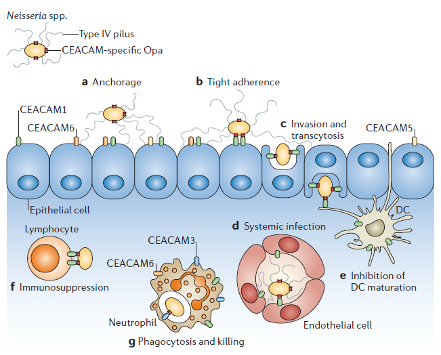 Neisseria spp.
Type IV pilus
CEACAM-specific Opa
a Anchorage
b Tight adherence
CEACAM1
CEACAM6
c Invasion and
transcytosis
CEACAM5
Epithelial cell
DC
Lymphocyte
d Systemic infection
CEACAM3
CEACAM6
e Inhibition of
DC maturation
f Immunosuppression
Neutrophil
Endothelial cell
g Phagocytosis and killing